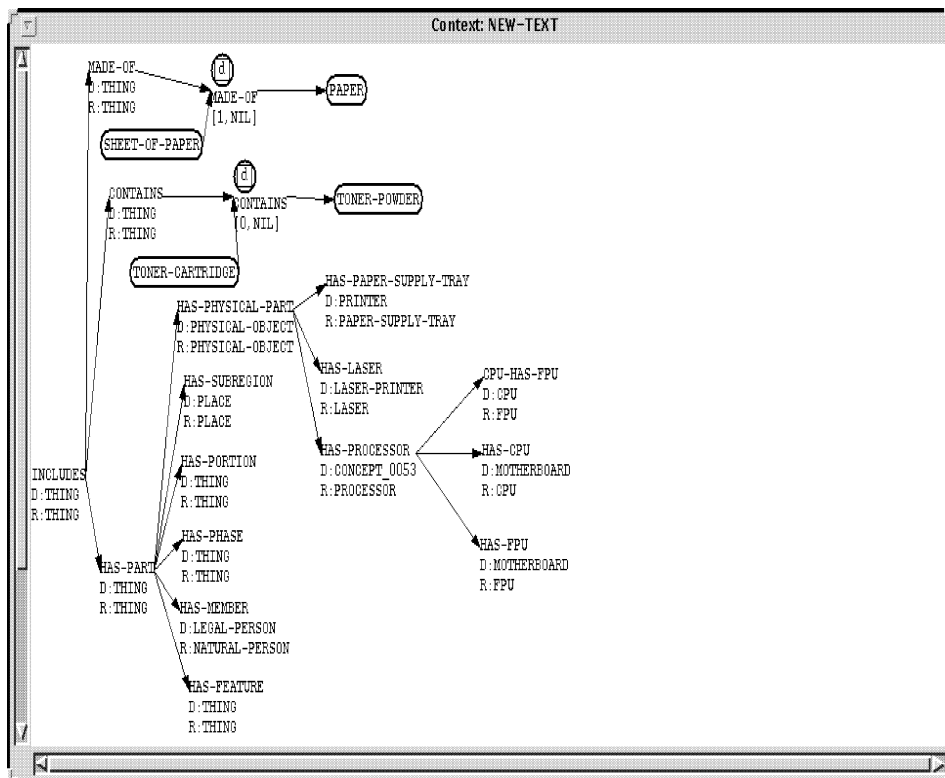 Context: NEW-TEXT
MADE-OF
D:THING
R:THING
d
MADE-OF
[1,NIL]
PAPER
SHEET-OF-PAPER
CONTAINS
D:THING
R:THING
d
CONTAINS
[0,NIL]
TONER-POWDER
TONER-CARTRIDGE
HAS-PHYSICAL-PART
D:PHYSICAL-OBJECT
R:PHYSICAL-OBJECT
HAS-PAPER-SUPPLY-TRAY
D:PRINTER
R:PAPER-SUPPLY-TRAY
HAS-SUBREGION
D:PLACE
R:PLACE
HAS-LASER
D:LASER-PRINTER
R:LASER
CPU-HAS-FPU
D:CPU
R:FPU
HAS-PROCESSOR
D:CONCEPT_0053
R:PROCESSOR
HAS-CPU
D:MOTHERBOARD
R:CPU
HAS-PORTION
D:THING
R:THING
INCLUDES
D:THING
R:THING
HAS-PHASE
D:THING
R:THING
HAS-FPU
D:MOTHERBOARD
R:FPU
HAS-PART
D:THING
R:THING
HAS-MEMBER
D:LEGAL-PERSON
R:NATURAL-PERSON
HAS-FEATURE
D:THING
R:THING